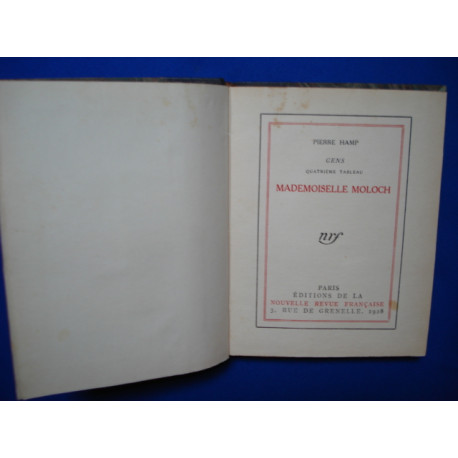 PIERRE HAMP
GENS
QUATRIÈME TABLEAU
MADEMOISELLE MOLOCH
nrf
PARIS
ÉDITIONS DE LA
NOUVELLE REVUE FRANÇAISE
3, RUE DE GRENELLE, 1928